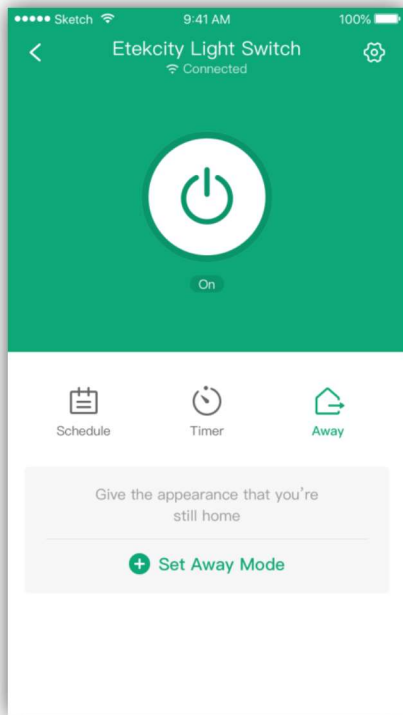 Sketch 9:41 AM 100%
Etekcity Light Switch
Connected
On
Schedule Timer Away
Give the appearance that you're
still home
Set Away Mode